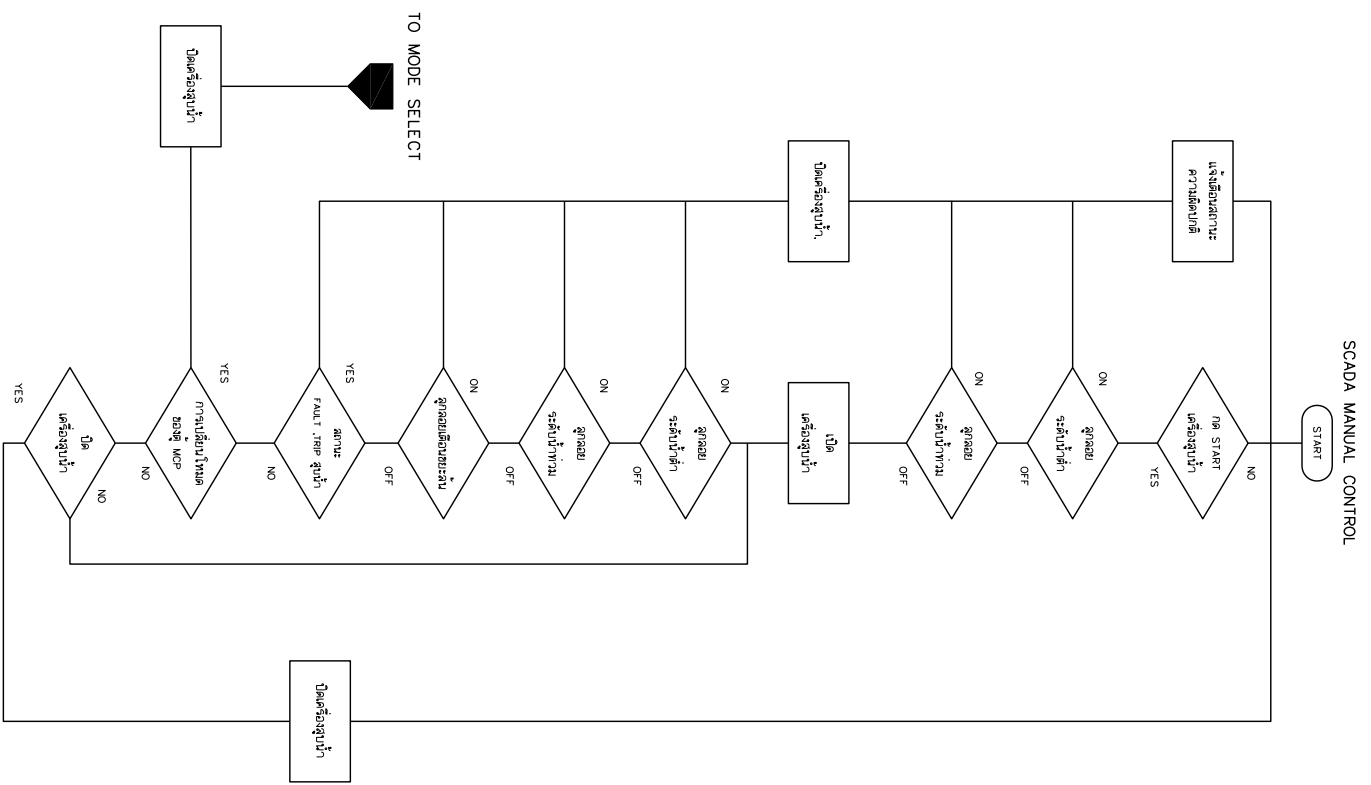 SCADA MANUAL CONTROL
START
กด START
เครื่องสูบน้ำ
NO
YES
ลูกลอย
ระดับน้ำต่ำ
ON
OFF
ลูกลอย
ระดับน้ำท่วม
ON
OFF
แจ้งเตือนสถานะ
ความผิดปกติ
เปิด
เครื่องสูบน้ำ
ปิดเครื่องสูบน้ำ.
ลูกลอย
ระดับน้ำต่ำ
ON
OFF
ลูกลอย
ระดับน้ำท่วม
ON
OFF
ลูกลอยเตือนขยะล้น
ON
OFF
สถานะ
FAULT ,TRIP สูบน้ำ
YES
NO
การเปลี่ยนโหมด
ของตู้ MCP
YES
NO
ปิด
เครื่องสูบน้ำ
NO
YES
ปิดเครื่องสูบน้ำ
TO MODE SELECT
ปิดเครื่องสูบน้ำ